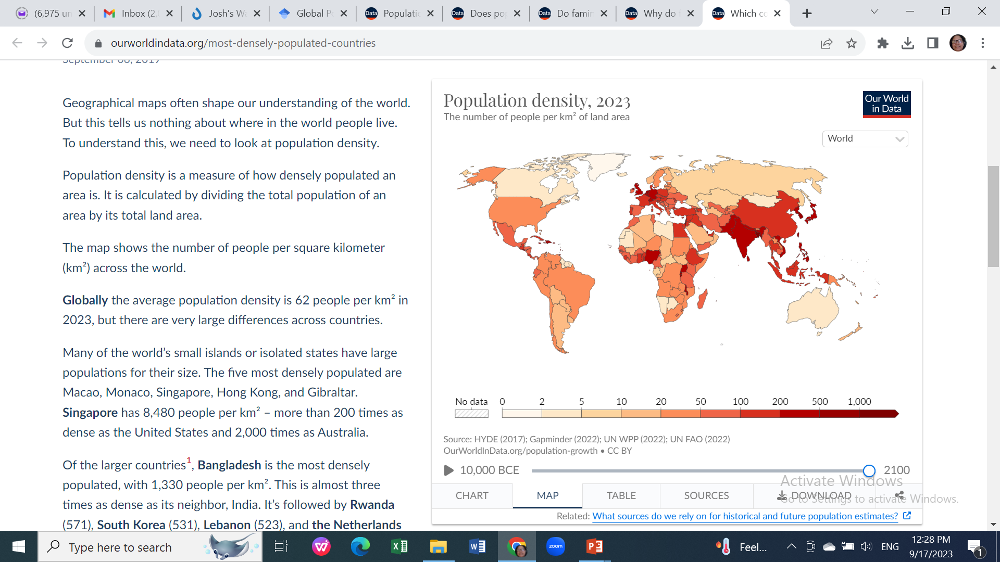 (6,975 un
Inbox (2,
Josh's Wa
Global Po
Data
Populatio
Data
Does pop
Data
Do famin
Data
Why do f
Data
Which co
ourworldindata.org/most-densely-populated-countries
September 06, 2019
Geographical maps often shape our understanding of the world.
But this tells us nothing about where in the world people live.
To understand this, we need to look at population density.
Population density is a measure of how densely populated an
area is. It is calculated by dividing the total population of an
area by its total land area.
The map shows the number of people per square kilometer
(km²) across the world.
Globally the average population density is 62 people per km² in
2023, but there are very large differences across countries.
Many of the world’s small islands or isolated states have large
populations for their size. The five most densely populated are
Macao, Monaco, Singapore, Hong Kong, and Gibraltar.
Singapore has 8,480 people per km² – more than 200 times as
dense as the United States and 2,000 times as Australia.
Of the larger countries¹, Bangladesh is the most densely
populated, with 1,330 people per km². This is almost three
times as dense as its neighbor, India. It’s followed by Rwanda
(571), South Korea (531), Lebanon (523), and the Netherlands
Population density, 2023
The number of people per km² of land area
Our World
in Data
World
No data 0 2 5 10 20 50 100 200 500 1,000
Source: HYDE (2017); Gapminder (2022); UN WPP (2022); UN FAO (2022)
OurWorldInData.org/population-growth • CC BY
10,000 BCE 2100
Activate Windows
Go to Settings to activate Windows.
CHART MAP TABLE SOURCES DOWNLOAD
Related: What sources do we rely on for historical and future population estimates?
Type here to search
zoom
Feel...
ENG
12:28 PM
9/17/2023
1